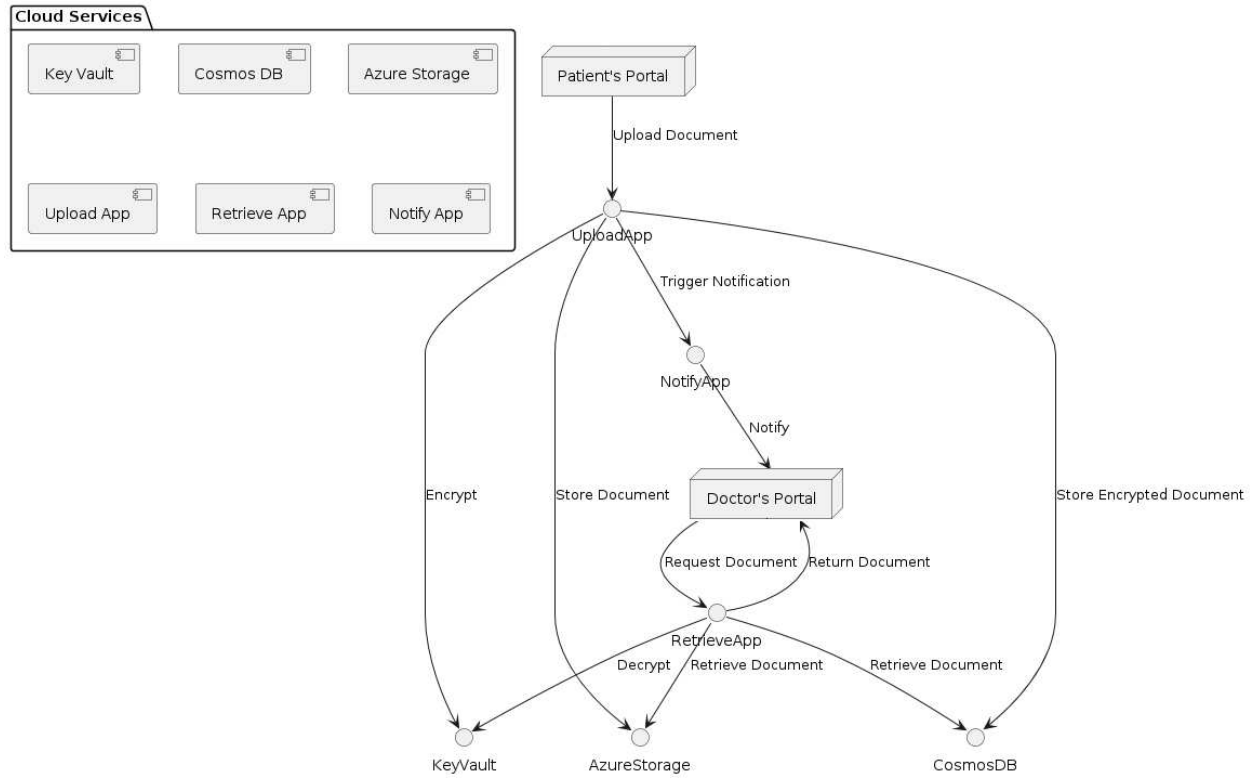 Cloud Services
Key Vault
Cosmos DB
Azure Storage
Patient's Portal
Upload Document
Upload App
Retrieve App
Notify App
UploadApp
Trigger Notification
NotifyApp
Notify
Encrypt
Store Document
Doctor's Portal
Store Encrypted Document
Request Document
Return Document
RetrieveApp
Decrypt
Retrieve Document
Retrieve Document
KeyVault
AzureStorage
CosmosDB